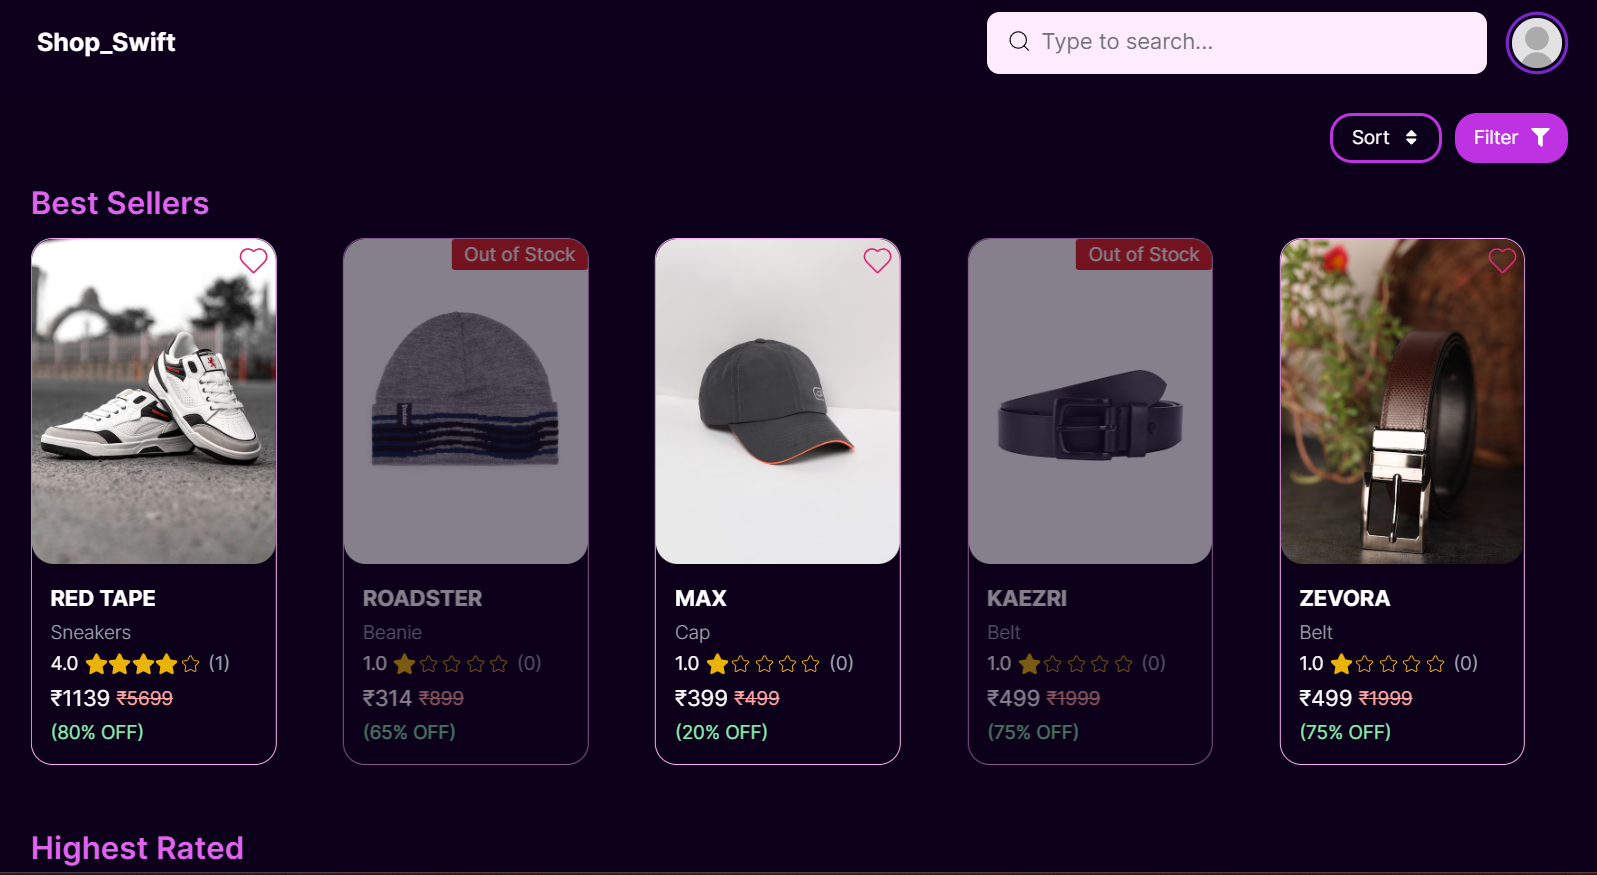 Shop_Swift
Type to search...
Sort
Filter
Best Sellers
Out of Stock
Out of Stock
RED TAPE
Sneakers
4.0 (1)
₹1139 ₹5699
(80% OFF)
ROADSTER
Beanie
1.0 (0)
₹314 ₹899
(65% OFF)
MAX
Cap
1.0 (0)
₹399 ₹499
(20% OFF)
KAEZRI
Belt
1.0 (0)
₹499 ₹1999
(75% OFF)
ZEVORA
Belt
1.0 (0)
₹499 ₹1999
(75% OFF)
Highest Rated